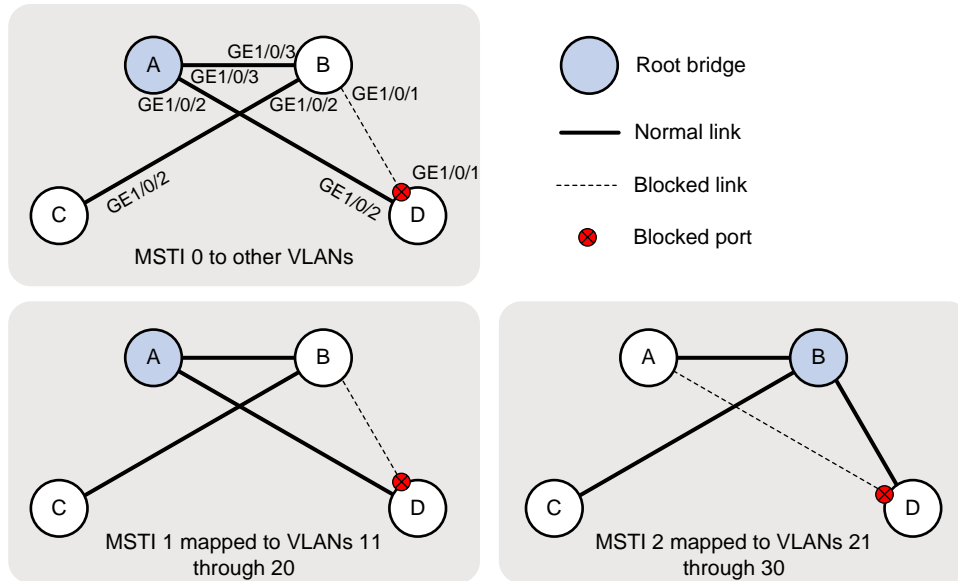 A
B
GE1/0/3
GE1/0/3
GE1/0/2
GE1/0/2
GE1/0/1
GE1/0/2
GE1/0/2
GE1/0/1
C
D
MSTI 0 to other VLANs
Root bridge
Normal link
Blocked link
Blocked port
A
B
C
D
MSTI 1 mapped to VLANs 11
through 20
A
B
C
D
MSTI 2 mapped to VLANs 21
through 30